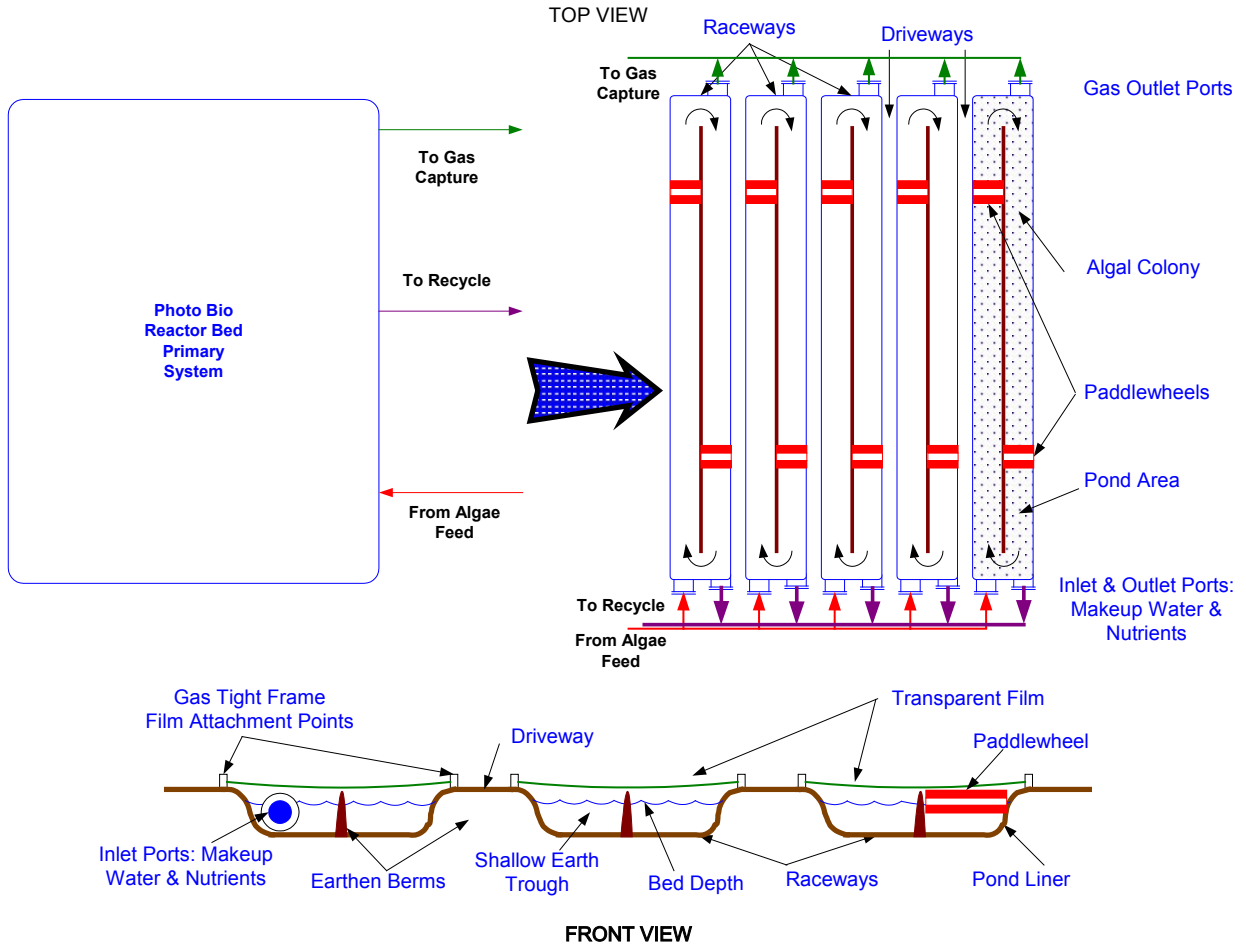 TOP VIEW
Raceways
Driveways
To Gas
Capture
Gas Outlet Ports
To Gas
Capture
Algal Colony
To Recycle
Photo Bio
Reactor Bed
Primary
System
Paddlewheels
Pond Area
From Algae
Feed
Inlet & Outlet Ports:
Makeup Water &
Nutrients
To Recycle
From Algae
Feed
Gas Tight Frame
Film Attachment Points
Transparent Film
Driveway
Paddlewheel
Inlet Ports: Makeup
Water & Nutrients
Earthen Berms
Shallow Earth
Trough
Bed Depth
Raceways
Pond Liner
FRONT VIEW